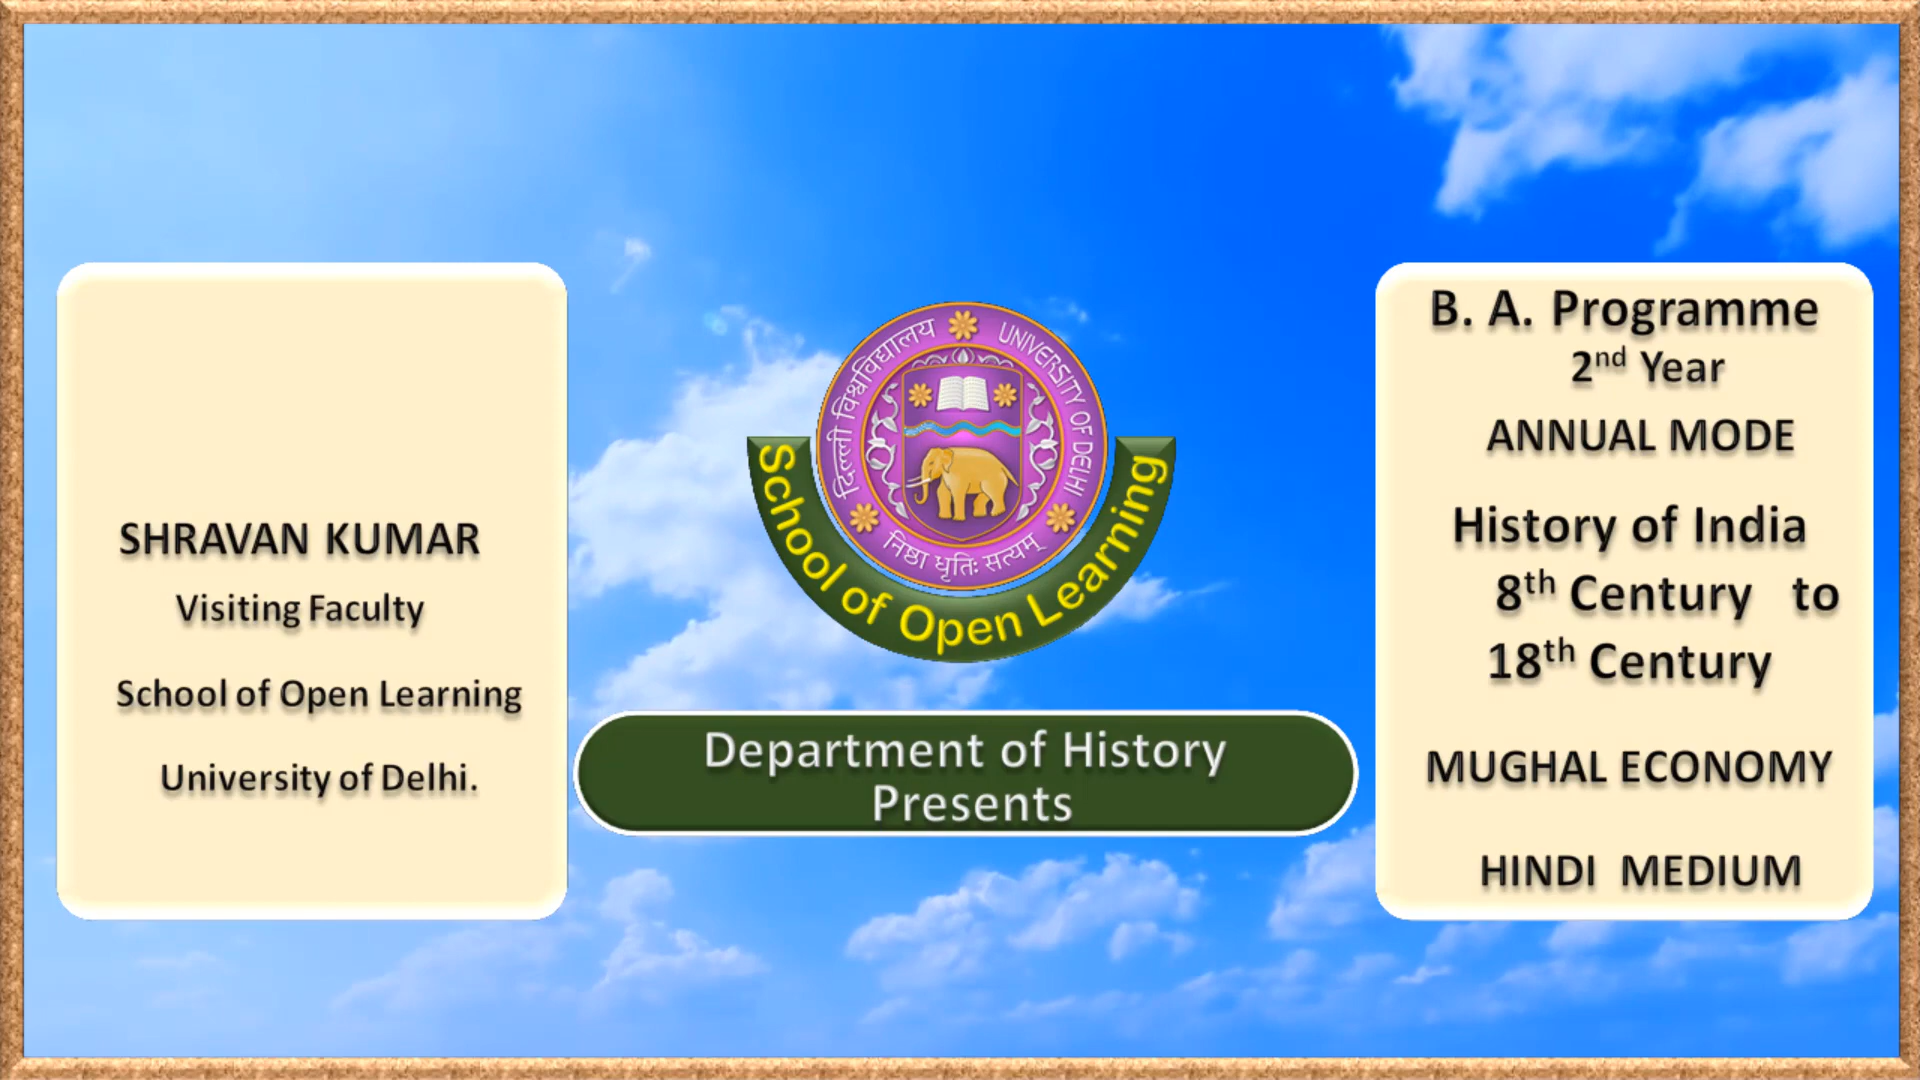 SHRAVAN KUMAR
Visiting Faculty
School of Open Learning
University of Delhi.
दिल्ली विश्वविद्यालय
UNIVERSITY OF DELHI
निष्ठा धृतिः सत्यम्
School of Open Learning
Department of History
Presents
B. A. Programme
2nd Year
ANNUAL MODE
History of India
8th Century to
18th Century
MUGHAL ECONOMY
HINDI MEDIUM